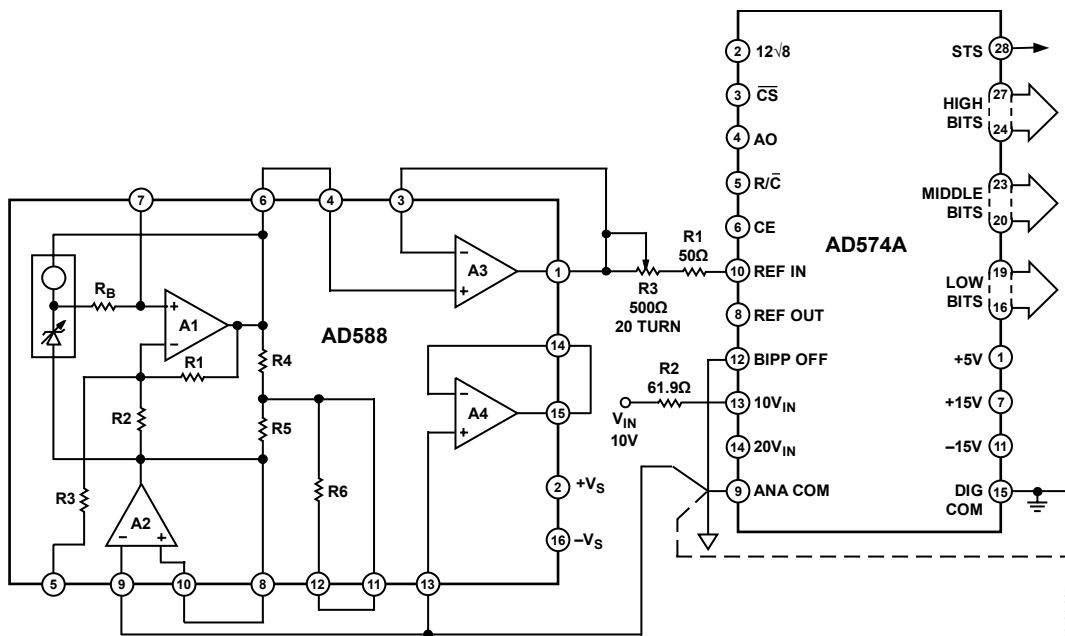 2 12√8
STS 28
3 C̅S̅
27
HIGH
BITS
24
4 AO
5 R/C̅
23
MIDDLE
BITS
20
6 CE
AD574A
10 REF IN
19
LOW
BITS
16
8 REF OUT
12 BIPP OFF
+5V 1
13 10VIN
+15V 7
14 20VIN
–15V 11
9 ANA COM
DIG
COM
15
R1
50Ω
R3
500Ω
20 TURN
R2
61.9Ω
VIN
10V
7
6
4
3
RB
A1
R1
R2
R3
R4
R5
R6
A2
AD588
A3
1
A4
14
15
2 +VS
16 –VS
– +
– +
– +
– +
5
9
10
8
12
11
13